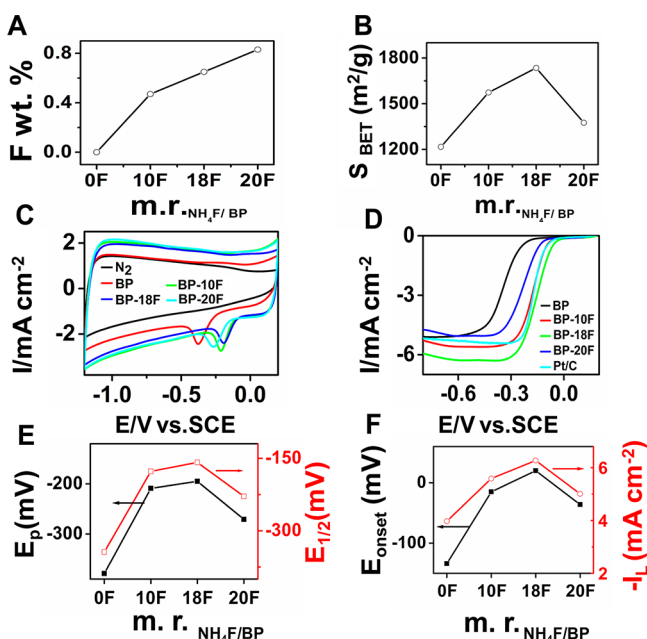 A
F wt. %
0.8
0.4
0.0
0F 10F 18F 20F
m.r.NH4F/ BP
B
S BET (m2/g)
1800
1500
1200
0F 10F 18F 20F
m.r.NH4F/ BP
C
I/mA cm-2
2
0
-2
N2
BP
BP-18F
BP-10F
BP-20F
-1.0 -0.5 0.0
E/V vs.SCE
D
I/mA cm-2
0
-3
-6
BP
BP-10F
BP-18F
BP-20F
Pt/C
-0.6 -0.3 0.0
E/V vs.SCE
E
Ep(mV)
-200
-300
-150
-300
E1/2(mV)
0F 10F 18F 20F
m. r. NH4F/BP
F
Eonset (mV)
0
-100
6
4
2
-IL (mA cm-2)
0F 10F 18F 20F
m. r. NH4F/BP